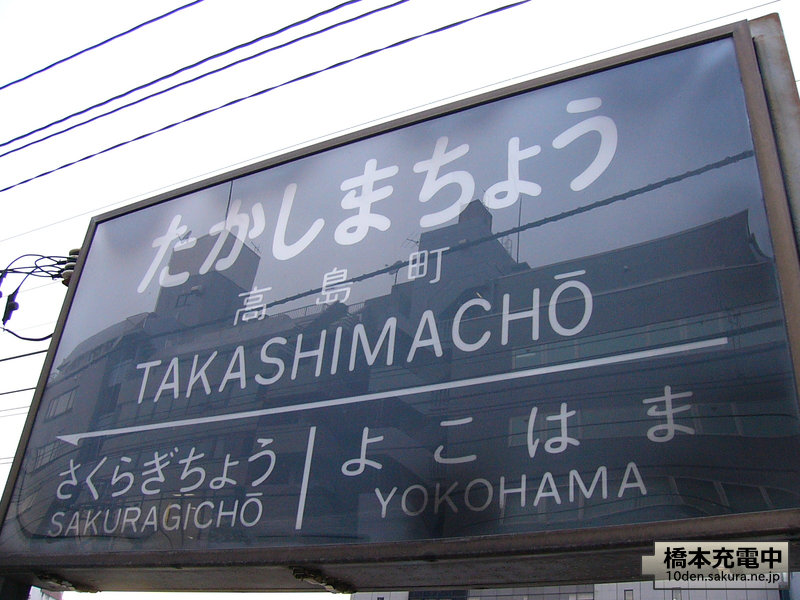 たかしまちょう
高島町
TAKASHIMACHŌ
さくらぎちょう よこはま
SAKURAGICHŌ YOKOHAMA
橋本充電中
10den.sakura.ne.jp